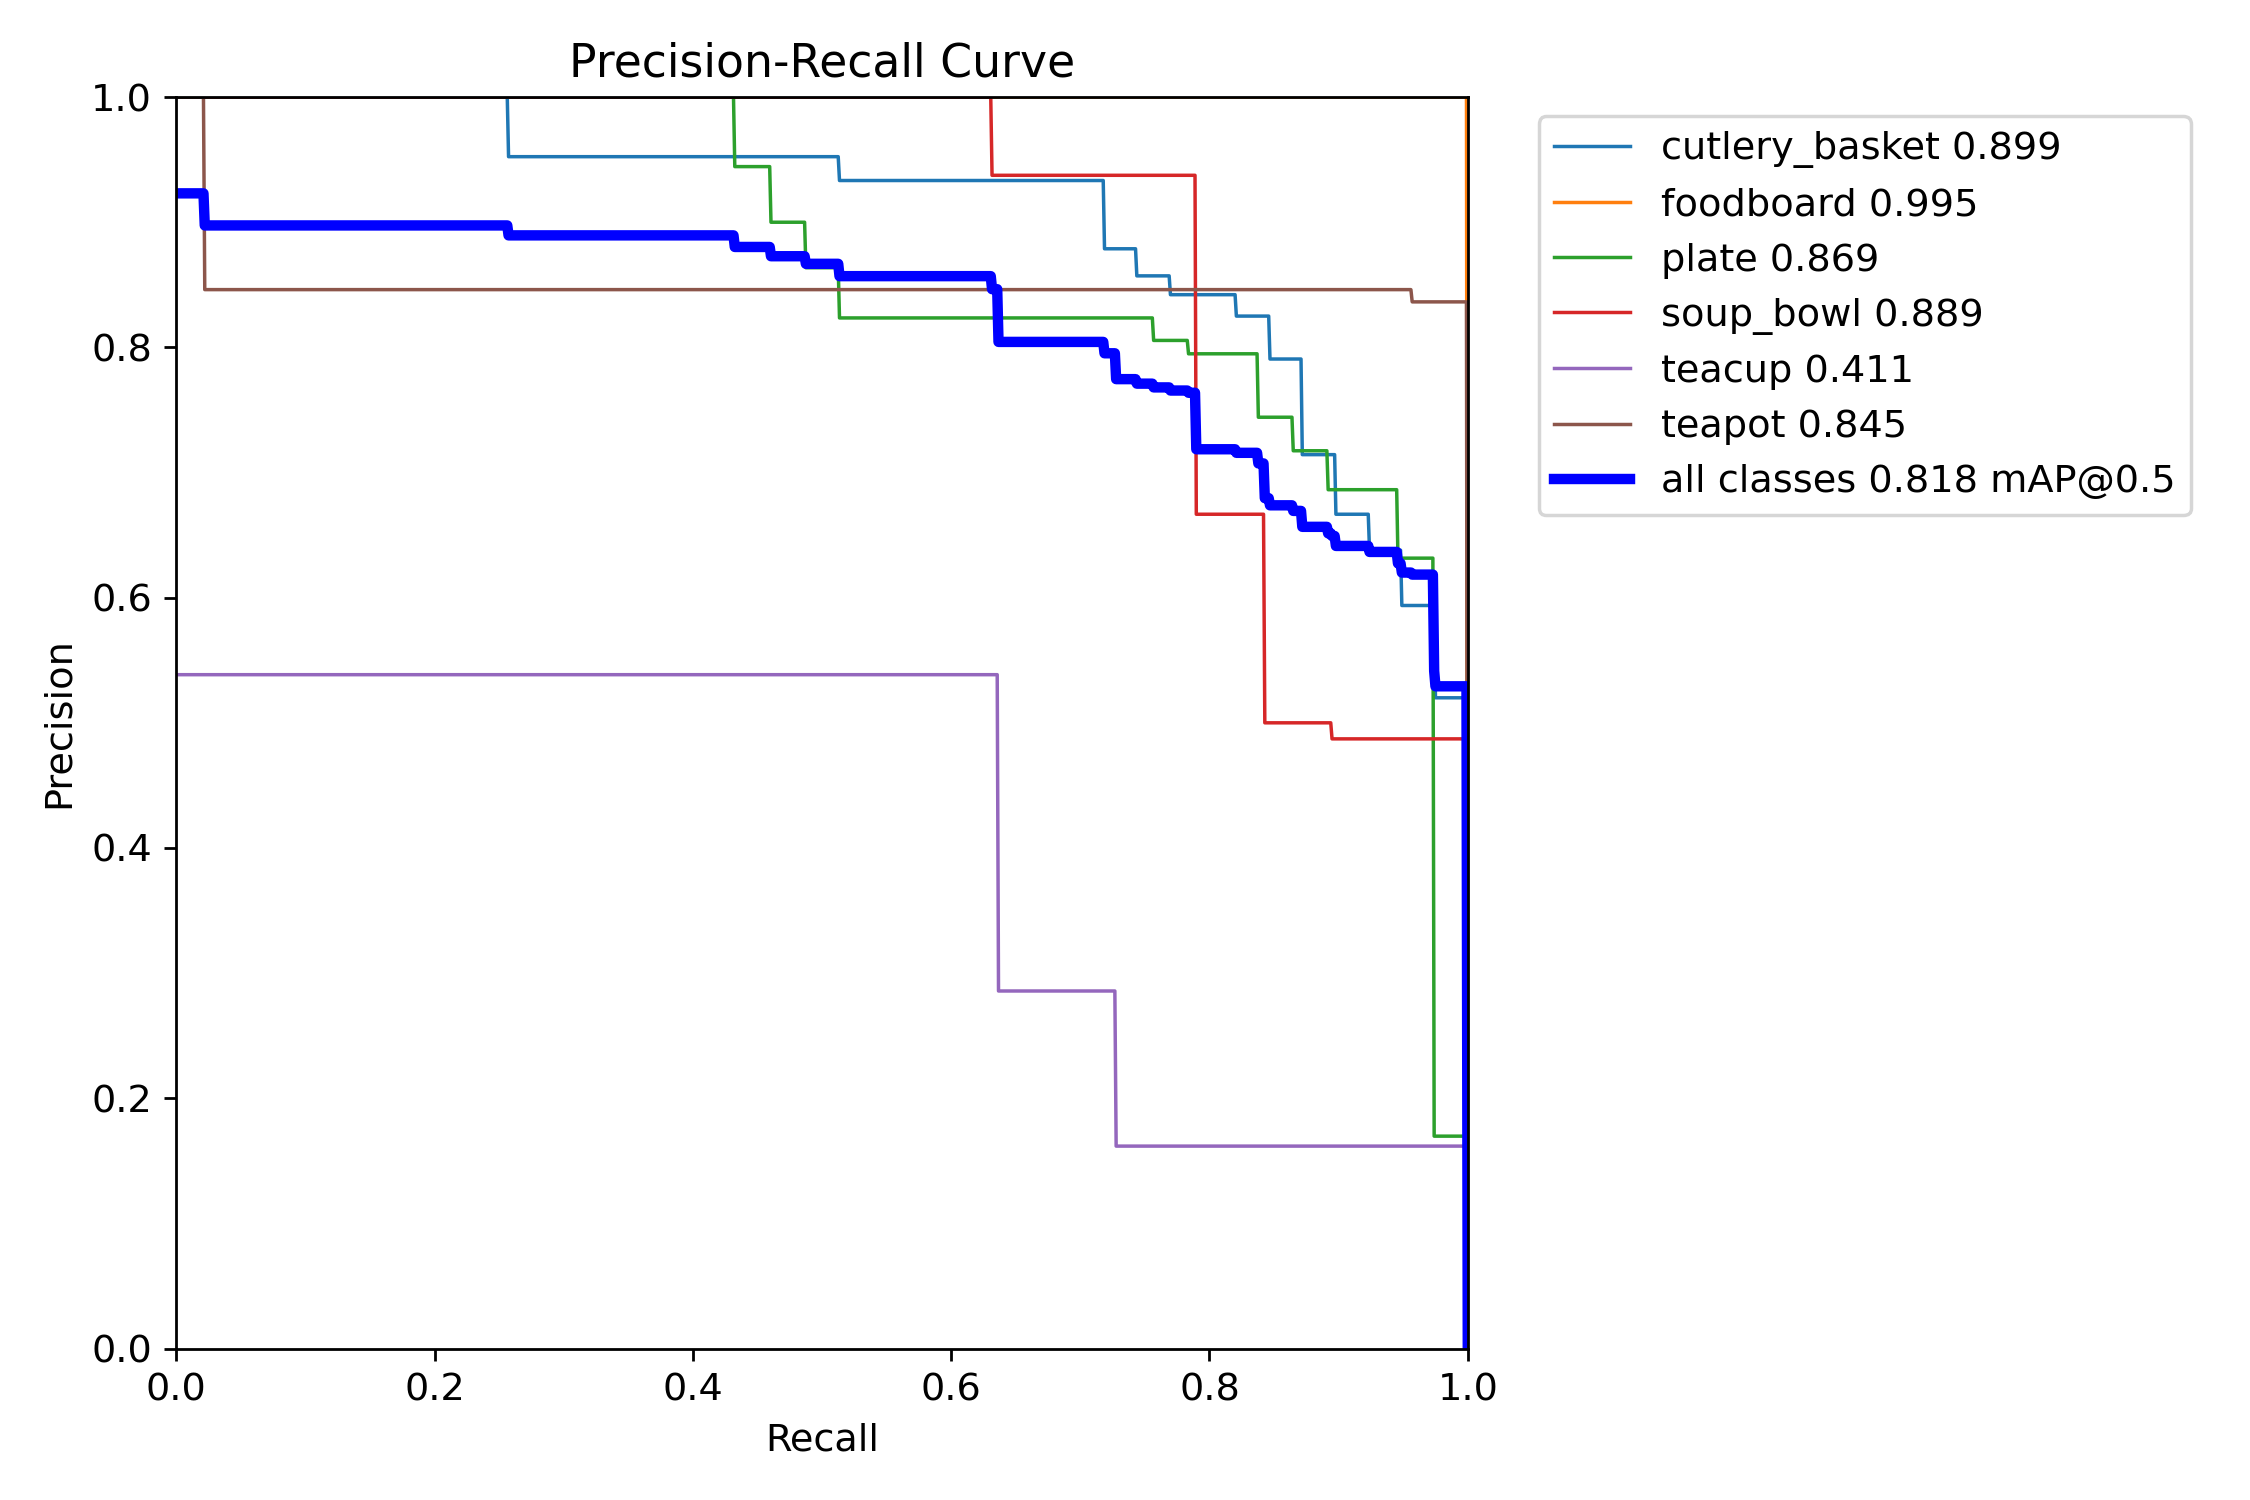 Precision-Recall Curve
1.0
0.8
0.6
0.4
0.2
0.0
Precision
0.0 0.2 0.4 0.6 0.8 1.0
Recall
cutlery_basket 0.899
foodboard 0.995
plate 0.869
soup_bowl 0.889
teacup 0.411
teapot 0.845
all classes 0.818 mAP@0.5